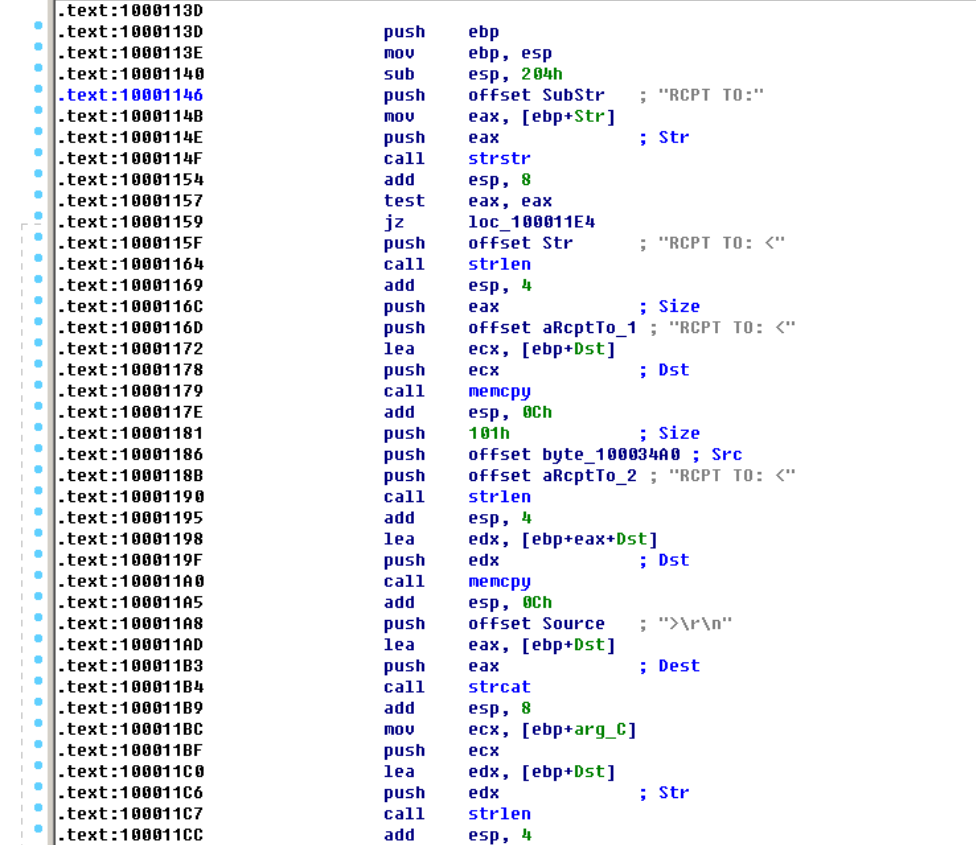 .text:1000113D
.text:1000113D push ebp
.text:1000113E mov ebp, esp
.text:10001140 sub esp, 204h
.text:10001146 push offset SubStr ; "RCPT TO:"
.text:1000114B mov eax, [ebp+Str]
.text:1000114E push eax ; Str
.text:1000114F call strstr
.text:10001154 add esp, 8
.text:10001157 test eax, eax
.text:10001159 jz loc_100011E4
.text:1000115F push offset Str ; "RCPT TO: <"
.text:10001164 call strlen
.text:10001169 add esp, 4
.text:1000116C push eax ; Size
.text:1000116D push offset aRcptTo_1 ; "RCPT TO: <"
.text:10001172 lea ecx, [ebp+Dst]
.text:10001178 push ecx ; Dst
.text:10001179 call memcpy
.text:1000117E add esp, 0Ch
.text:10001181 push 101h ; Size
.text:10001186 push offset byte_100034A0 ; Src
.text:1000118B push offset aRcptTo_2 ; "RCPT TO: <"
.text:10001190 call strlen
.text:10001195 add esp, 4
.text:10001198 lea edx, [ebp+eax+Dst]
.text:1000119F push edx ; Dst
.text:100011A0 call memcpy
.text:100011A5 add esp, 0Ch
.text:100011A8 push offset Source ; ">\r\n"
.text:100011AD lea eax, [ebp+Dst]
.text:100011B3 push eax ; Dest
.text:100011B4 call strcat
.text:100011B9 add esp, 8
.text:100011BC mov ecx, [ebp+arg_C]
.text:100011BF push ecx
.text:100011C0 lea edx, [ebp+Dst]
.text:100011C6 push edx ; Str
.text:100011C7 call strlen
.text:100011CC add esp, 4